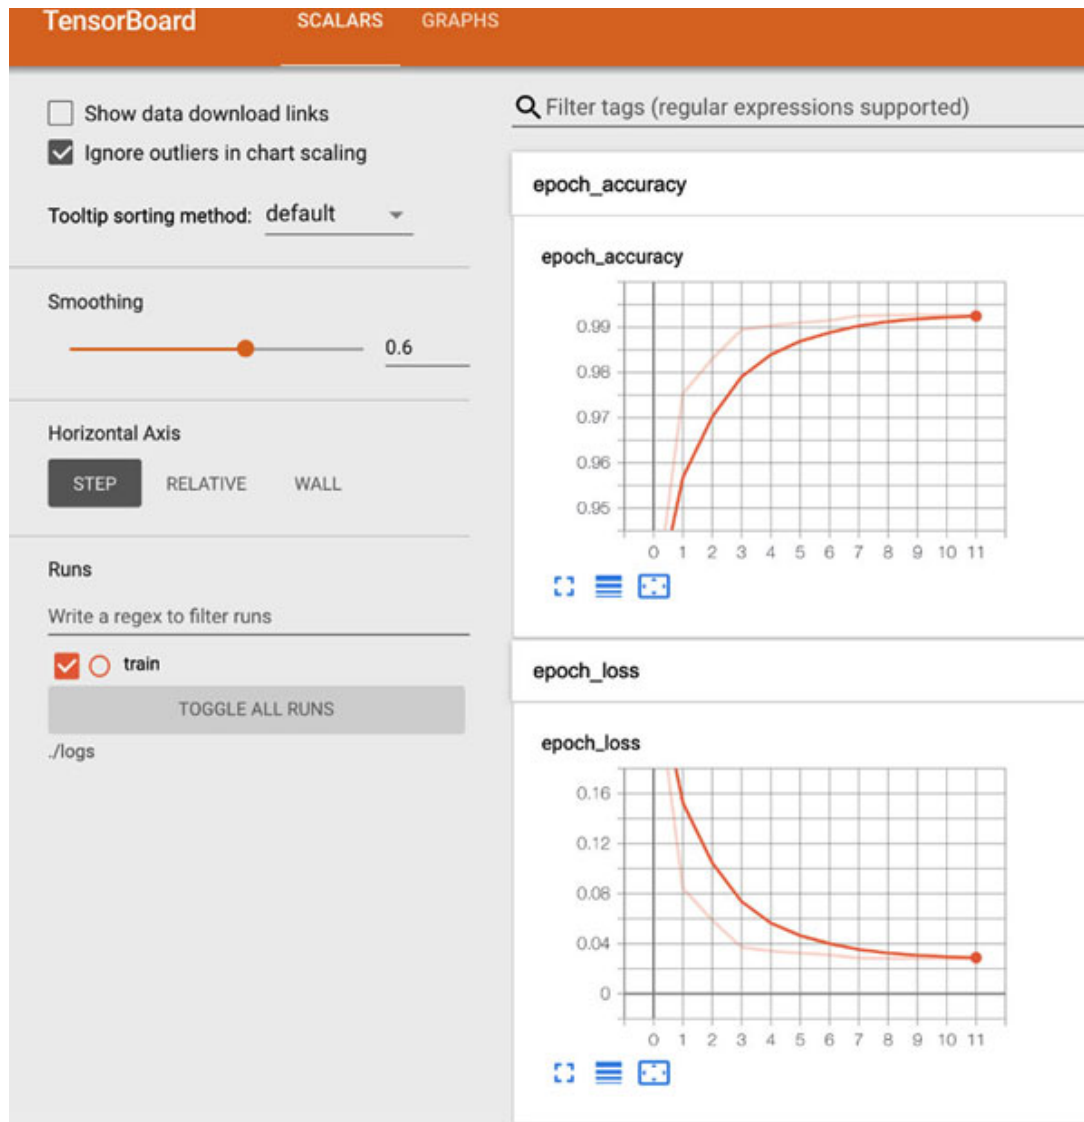 TensorBoard SCALARS GRAPHS
Show data download links
Ignore outliers in chart scaling
Tooltip sorting method: default
Smoothing
0.6
Horizontal Axis
STEP RELATIVE WALL
Runs
Write a regex to filter runs
train
TOGGLE ALL RUNS
./logs
Filter tags (regular expressions supported)
epoch_accuracy
epoch_accuracy
0.99
0.98
0.97
0.96
0.95
0 1 2 3 4 5 6 7 8 9 10 11
epoch_loss
epoch_loss
0.16
0.12
0.08
0.04
0
0 1 2 3 4 5 6 7 8 9 10 11